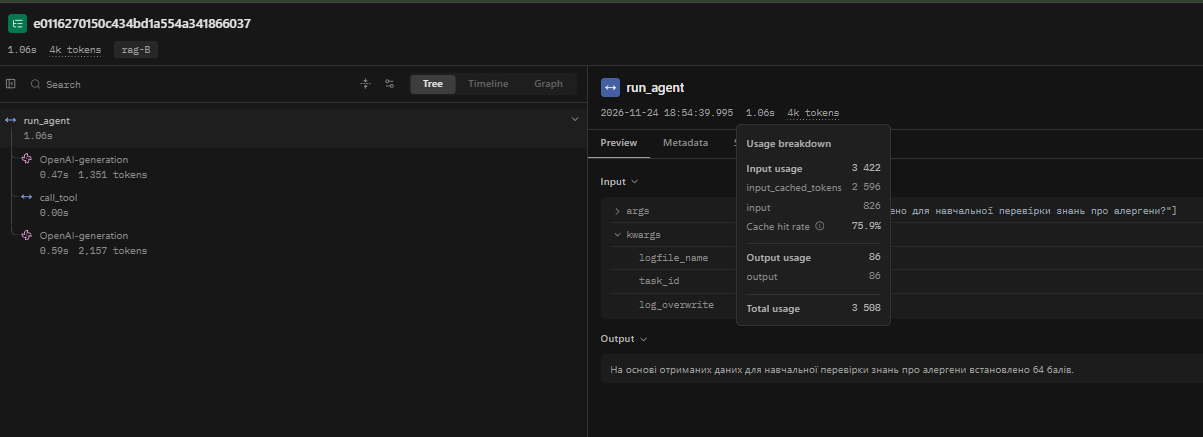 e0116270150c434bd1a554a341866037
1.06s 4k tokens rag-B
Search Tree Timeline Graph
run_agent
1.06s
OpenAI-generation
0.47s 1,351 tokens
call_tool
0.00s
OpenAI-generation
0.59s 2,157 tokens
run_agent
2026-11-24 18:54:39.995 1.06s 4k tokens
Preview Metadata
Input
args ено для навчальної перевірки знань про алергени?"]
kwargs
logfile_name
task_id
log_overwrite
Usage breakdown
Input usage 3 422
input_cached_tokens 2 596
input 826
Cache hit rate 75.9%
Output usage 86
output 86
Total usage 3 508
Output
На основі отриманих даних для навчальної перевірки знань про алергени встановлено 64 балів.